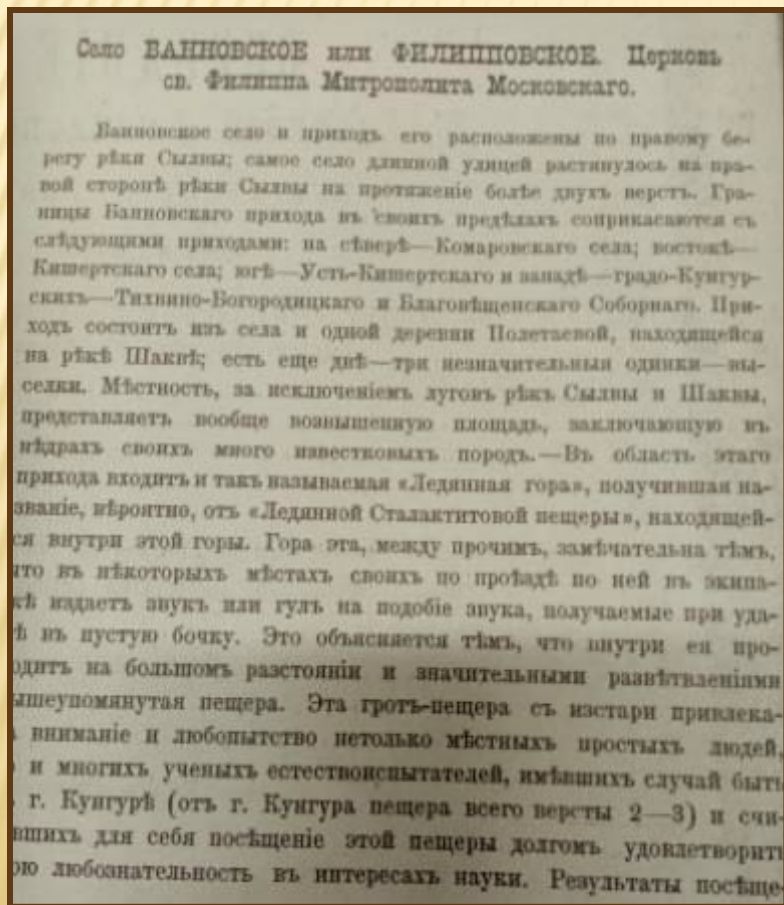 Село БАННОВСКОЕ или ФИЛИППОВСКОЕ. Церковь
св. Филиппа Митрополита Московскаго.
Банновское село и приходъ его расположены по правому бе-
регу рѣки Сылвы; самое село длинной улицей растянулось на пра-
вой сторонѣ рѣки Сылвы на протяженіе болѣе двухъ верстъ. Гра-
ницы Банновскаго прихода въ своихъ предѣлахъ соприкасаются съ
слѣдующими приходами: на сѣверѣ—Комаровскаго села; востокѣ—
Кишертскаго села; югѣ—Усть-Кишертскаго и западѣ—градо-Кунгур-
скихъ—Тихвино-Богородицкаго и Благовѣщенскаго Соборнаго. При-
ходъ состоитъ изъ села и одной деревни Полетаевой, находящейся
на рѣкѣ Шаквѣ; есть еще двѣ—три незначительныя одинки—вы-
селки. Мѣстность, за исключеніемъ луговъ рѣкъ Сылвы и Шаквы,
представляетъ вообще возвышенную площадь, заключающую въ
нѣдрахъ своихъ много известковыхъ породъ.—Въ область этаго
прихода входитъ и такъ называемая «Ледянная гора», получившая на-
званіе, вѣроятно, отъ «Ледянной Сталактитовой пещеры», находящей-
ся внутри этой горы. Гора эта, между прочимъ, замѣчательна тѣмъ,
что въ нѣкоторыхъ мѣстахъ своихъ по проѣздѣ по ней въ экипа-
жѣ издаетъ звукъ или гулъ на подобіе звука, получаемые при уда-
ѣ въ пустую бочку. Это объясняется тѣмъ, что внутри ея про-
одитъ на большомъ разстояніи и значительными развѣтвленіями
ышеупомянутая пещера. Эта гротъ-пещера съ изстари привлека-
вниманіе и любопытство нетолько мѣстныхъ простыхъ людей,
и многихъ ученыхъ естествоиспытателей, имѣвшихъ случай быть
г. Кунгурѣ (отъ г. Кунгура пещера всего версты 2—3) и счи-
вшихъ для себя посѣщеніе этой пещеры долгомъ удовлетворить
ою любознательность въ интересахъ науки. Результаты посѣще-